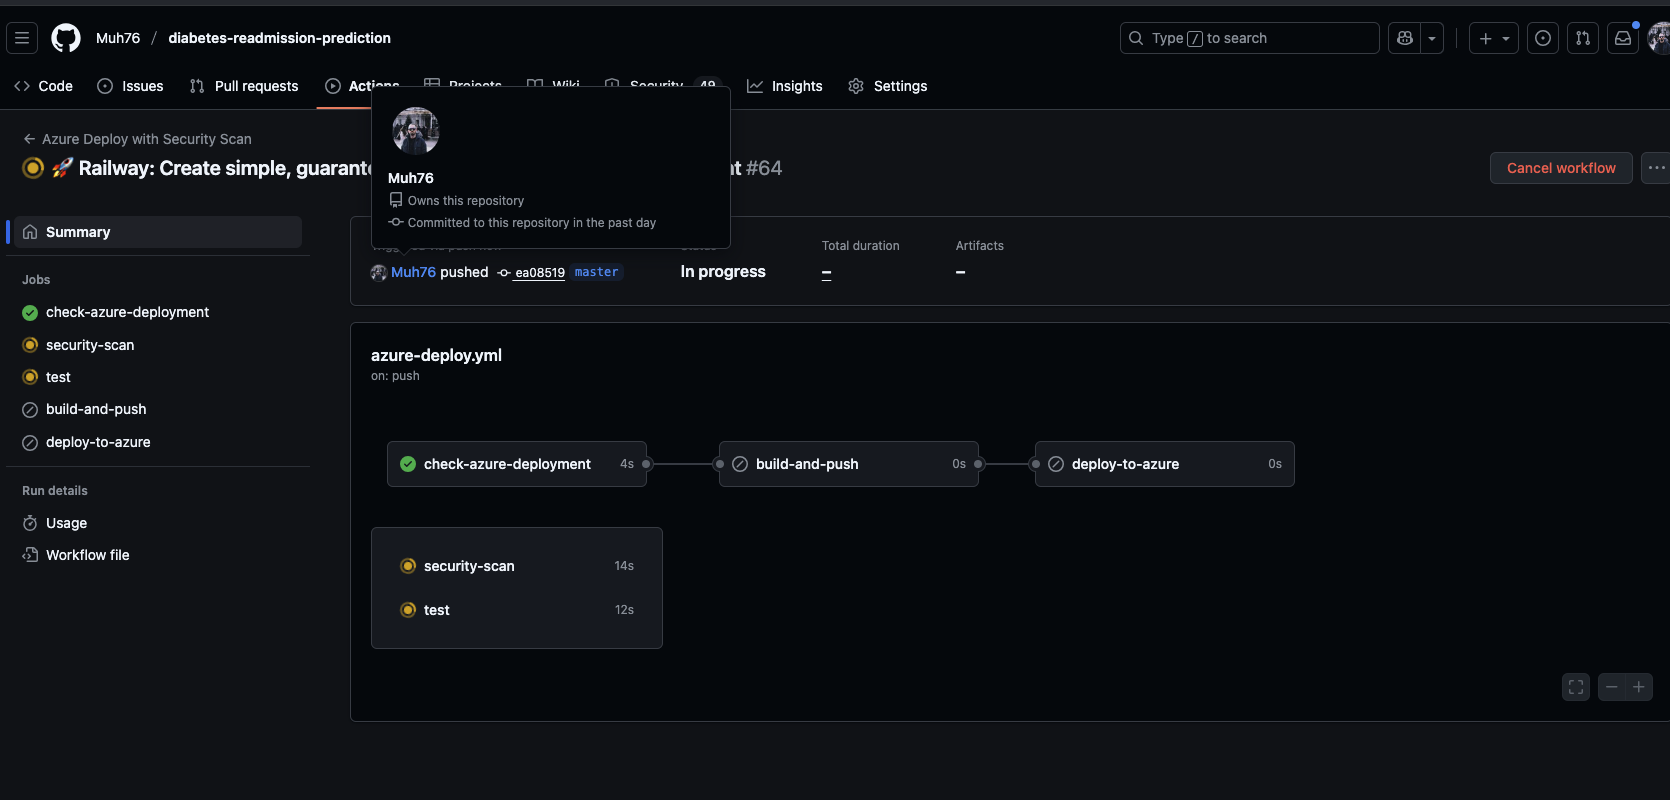 Muh76 / diabetes-readmission-prediction
Type / to search
Code
Issues
Pull requests
Actions
Projects
Wiki
Security 49
Insights
Settings
Azure Deploy with Security Scan
Railway: Create simple,
#64
Cancel workflow
Muh76
Owns this repository
Committed to this repository in the past day
Summary
Jobs
check-azure-deployment
security-scan
test
build-and-push
deploy-to-azure
Run details
Usage
Workflow file
Muh76 pushed ea08519 master
Status
In progress
Total duration
–
Artifacts
–
azure-deploy.yml
on: push
check-azure-deployment 4s
build-and-push 0s
deploy-to-azure 0s
security-scan 14s
test 12s